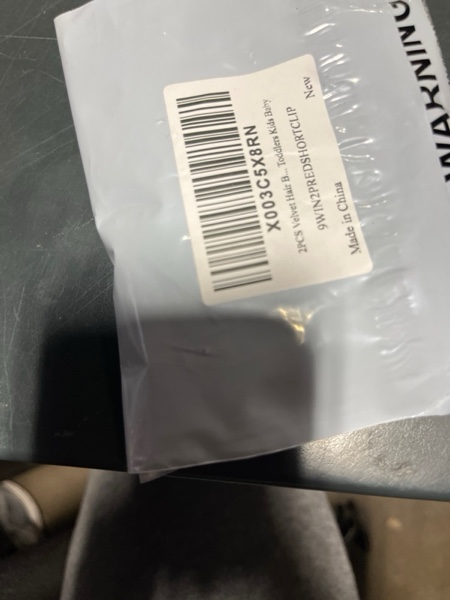 X003C5X8RN
2PCS Velvet Hair B... Toddlers Kids Baby
New
9WIN2PREDSHORTCLIP
Made in China
WARNING